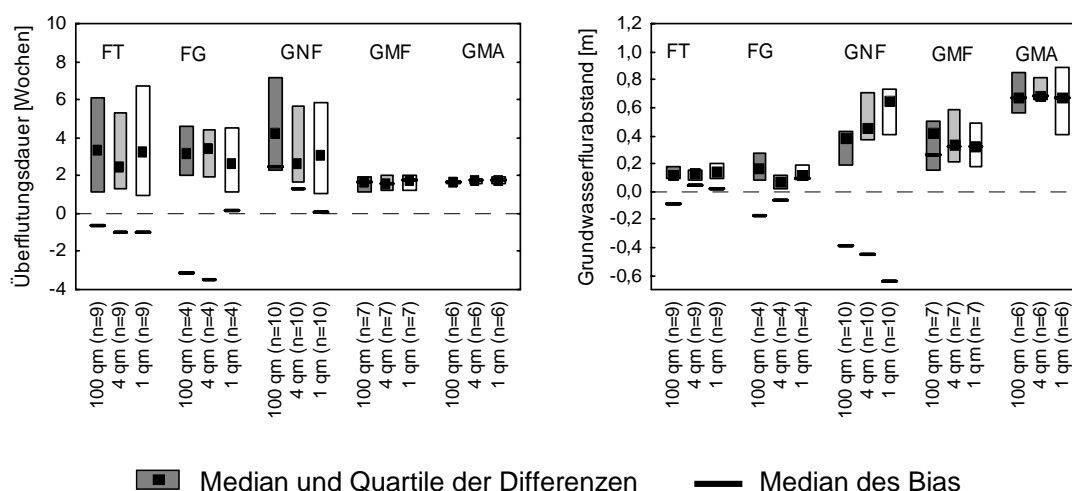 Überflutungsdauer [Wochen]
10
8
6
4
2
0
-2
-4
FT
FG
GNF
GMF
GMA
100 qm (n=9)
4 qm (n=9)
1 qm (n=9)
100 qm (n=4)
4 qm (n=4)
1 qm (n=4)
100 qm (n=10)
4 qm (n=10)
1 qm (n=10)
100 qm (n=7)
4 qm (n=7)
1 qm (n=7)
100 qm (n=6)
4 qm (n=6)
1 qm (n=6)
Grundwasserflurabstand [m]
1,2
1,0
0,8
0,6
0,4
0,2
0,0
-0,2
-0,4
-0,6
FT
FG
GNF
GMF
GMA
100 qm (n=9)
4 qm (n=9)
1 qm (n=9)
100 qm (n=4)
4 qm (n=4)
1 qm (n=4)
100 qm (n=10)
4 qm (n=10)
1 qm (n=10)
100 qm (n=7)
4 qm (n=7)
1 qm (n=7)
100 qm (n=6)
4 qm (n=6)
1 qm (n=6)
Median und Quartile der Differenzen
Median des Bias